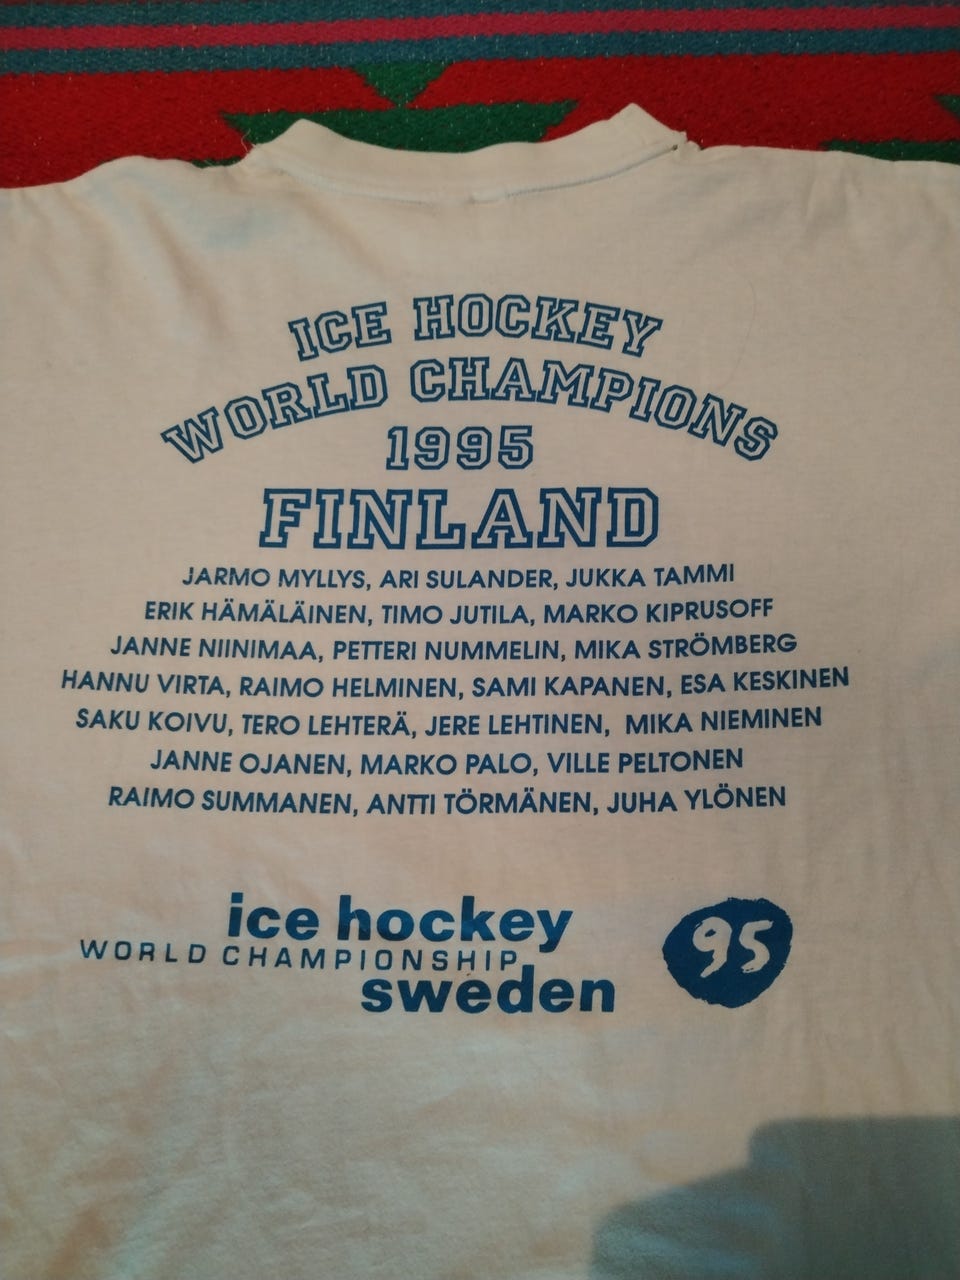 ICE HOCKEY
WORLD CHAMPIONS
1995
FINLAND
JARMO MYLLYS, ARI SULANDER, JUKKA TAMMI
ERIK HÄMÄLÄINEN, TIMO JUTILA, MARKO KIPRUSOFF
JANNE NIINIMAA, PETTERI NUMMELIN, MIKA STRÖMBERG
HANNU VIRTA, RAIMO HELMINEN, SAMI KAPANEN, ESA KESKINEN
SAKU KOIVU, TERO LEHTERÄ, JERE LEHTINEN, MIKA NIEMINEN
JANNE OJANEN, MARKO PALO, VILLE PELTONEN
RAIMO SUMMANEN, ANTTI TÖRMÄNEN, JUHA YLÖNEN
ice hockey
WORLD CHAMPIONSHIP
sweden
95